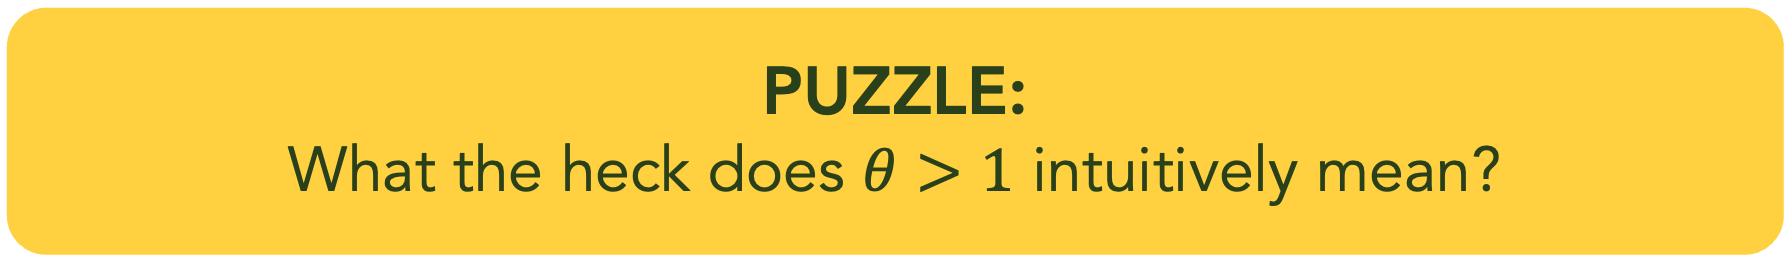 PUZZLE:
What the heck does θ > 1 intuitively mean?